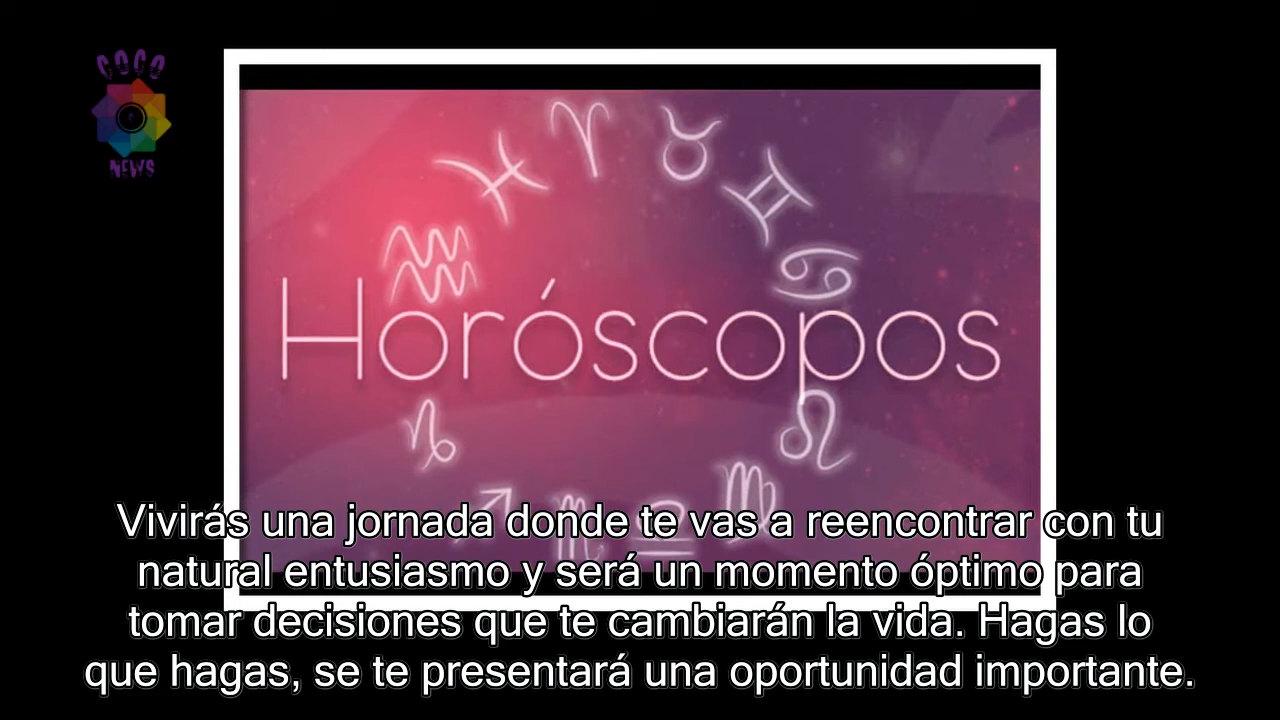 COCO
NEWS
Horóscopos
Vivirás una jornada donde te vas a reencontrar con tu
natural entusiasmo y será un momento óptimo para
tomar decisiones que te cambiarán la vida. Hagas lo
que hagas, se te presentará una oportunidad importante.